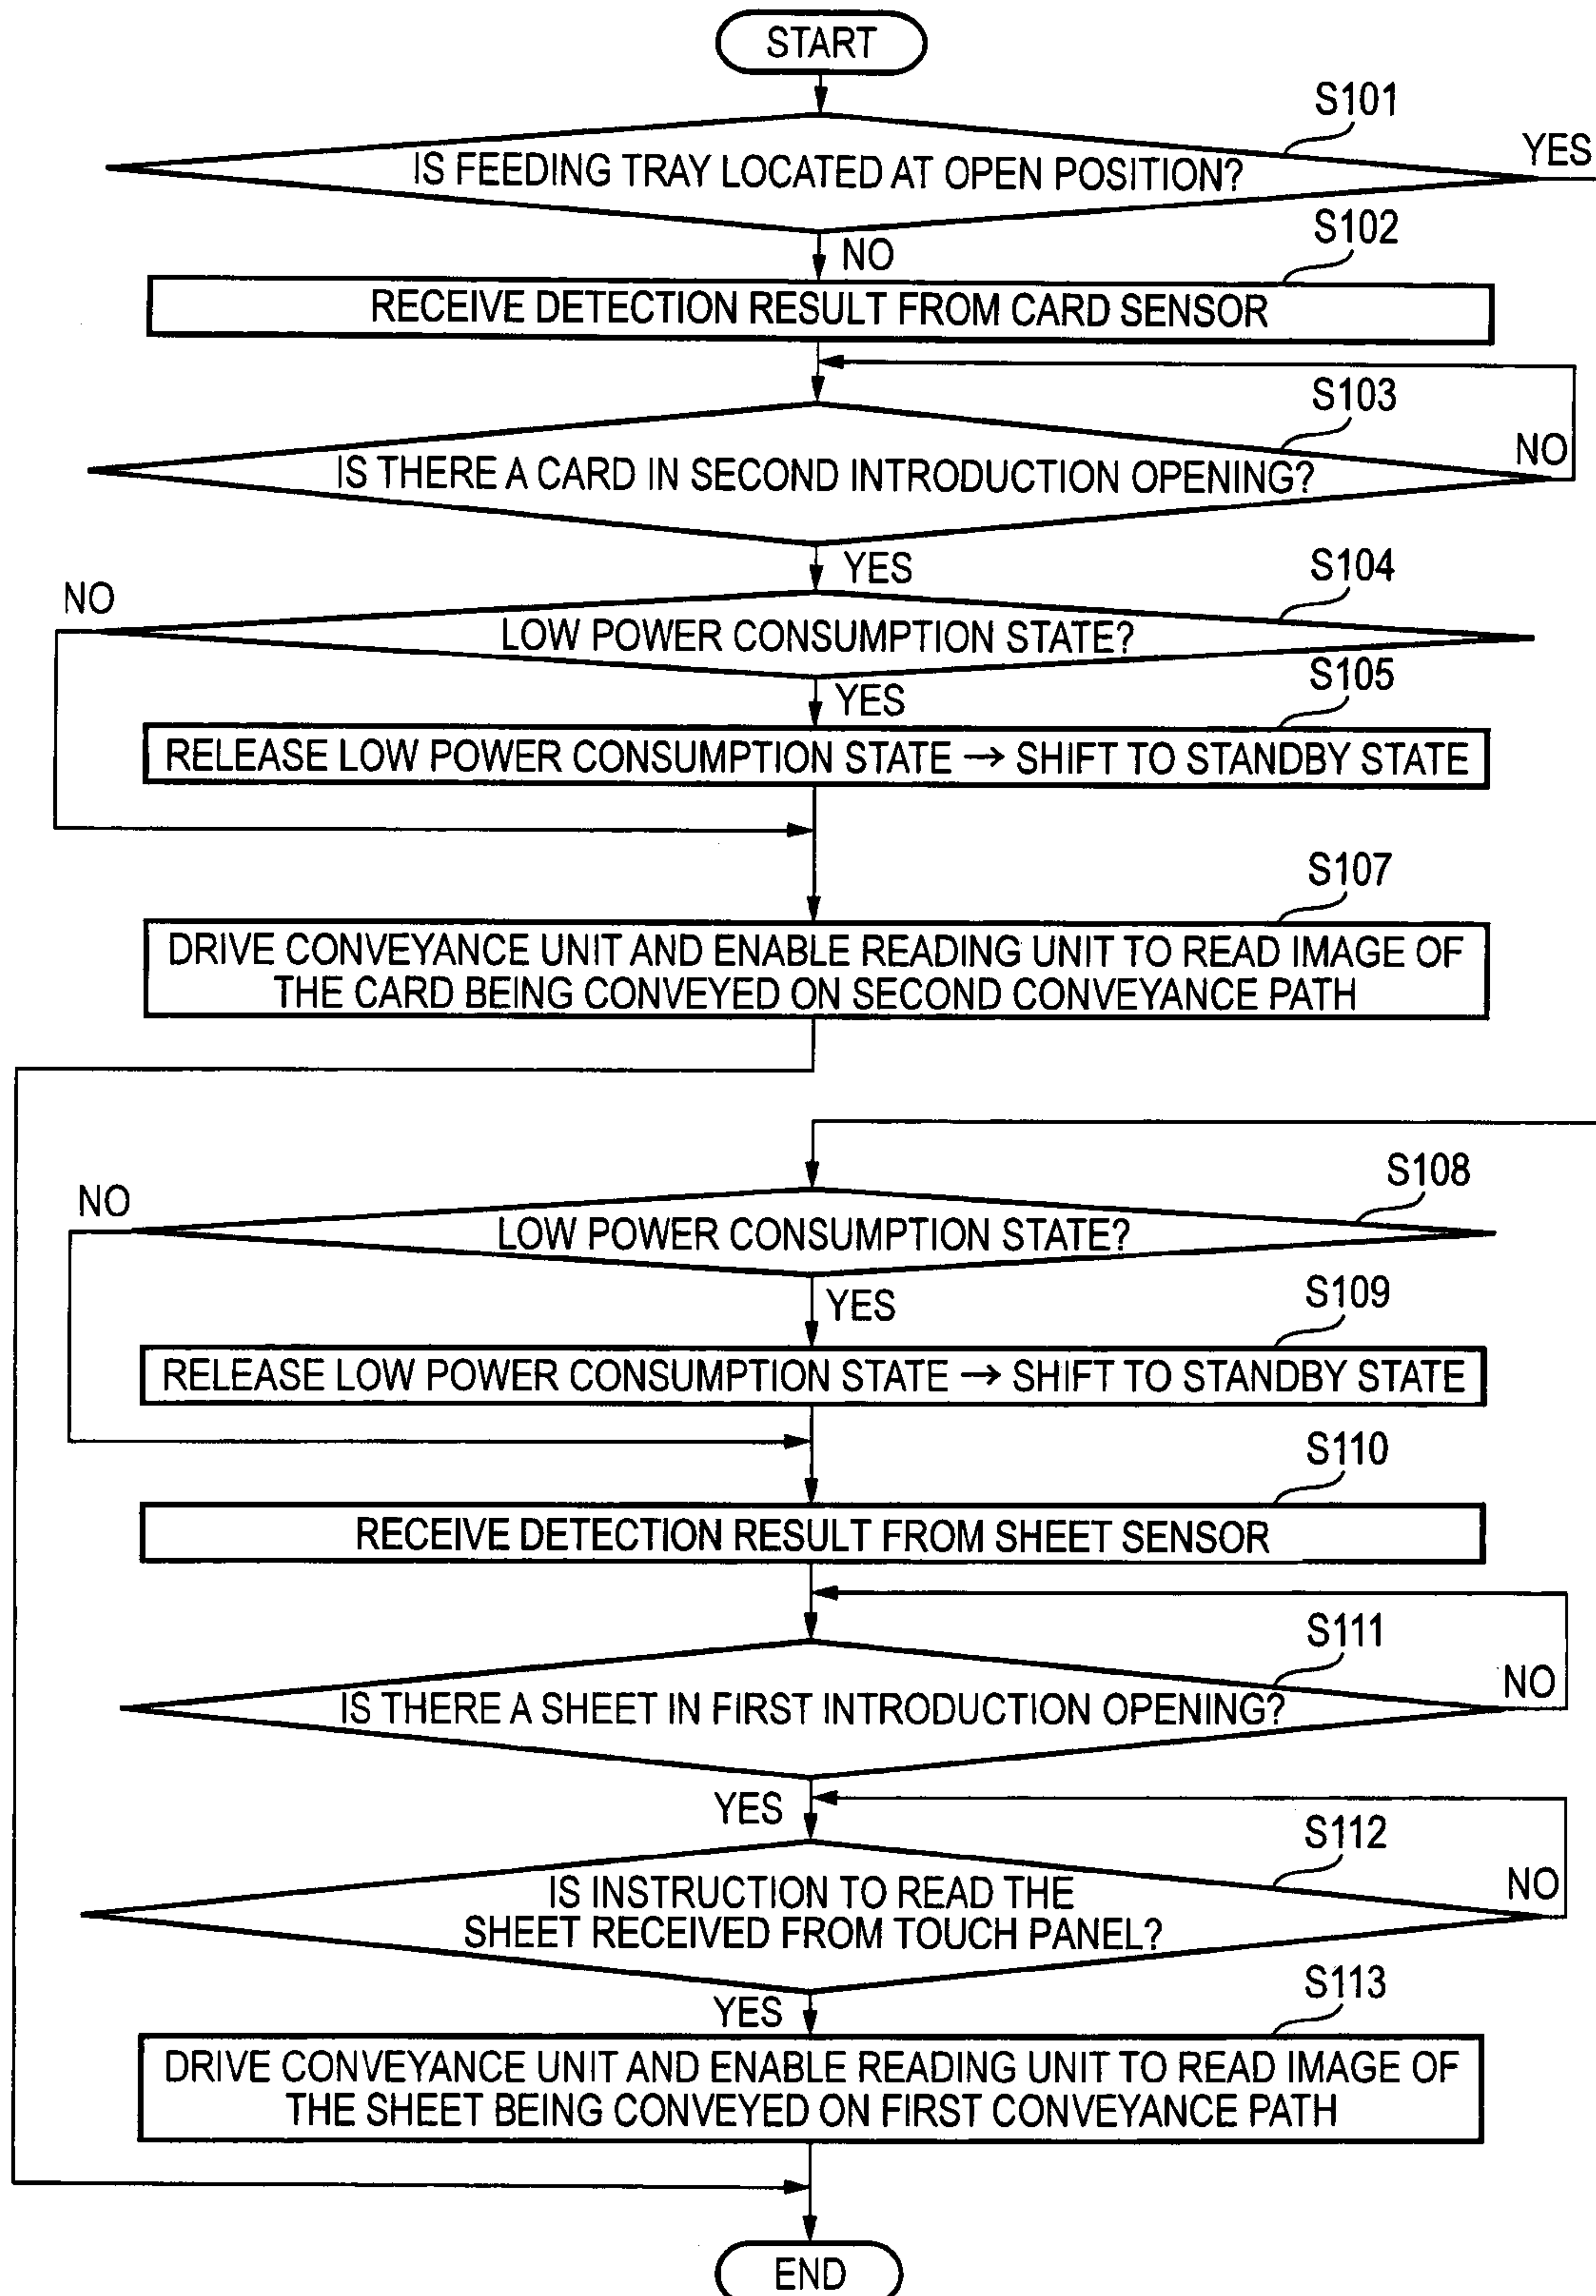 START
S101
IS FEEDING TRAY LOCATED AT OPEN POSITION?
YES
S102
NO
RECEIVE DETECTION RESULT FROM CARD SENSOR
S103
IS THERE A CARD IN SECOND INTRODUCTION OPENING?
NO
YES
S104
NO
LOW POWER CONSUMPTION STATE?
YES
S105
RELEASE LOW POWER CONSUMPTION STATE → SHIFT TO STANDBY STATE
S107
DRIVE CONVEYANCE UNIT AND ENABLE READING UNIT TO READ IMAGE OF
THE CARD BEING CONVEYED ON SECOND CONVEYANCE PATH
S108
NO
LOW POWER CONSUMPTION STATE?
YES
S109
RELEASE LOW POWER CONSUMPTION STATE → SHIFT TO STANDBY STATE
S110
RECEIVE DETECTION RESULT FROM SHEET SENSOR
S111
IS THERE A SHEET IN FIRST INTRODUCTION OPENING?
NO
YES
S112
IS INSTRUCTION TO READ THE
SHEET RECEIVED FROM TOUCH PANEL?
NO
YES
S113
DRIVE CONVEYANCE UNIT AND ENABLE READING UNIT TO READ IMAGE OF
THE SHEET BEING CONVEYED ON FIRST CONVEYANCE PATH
END